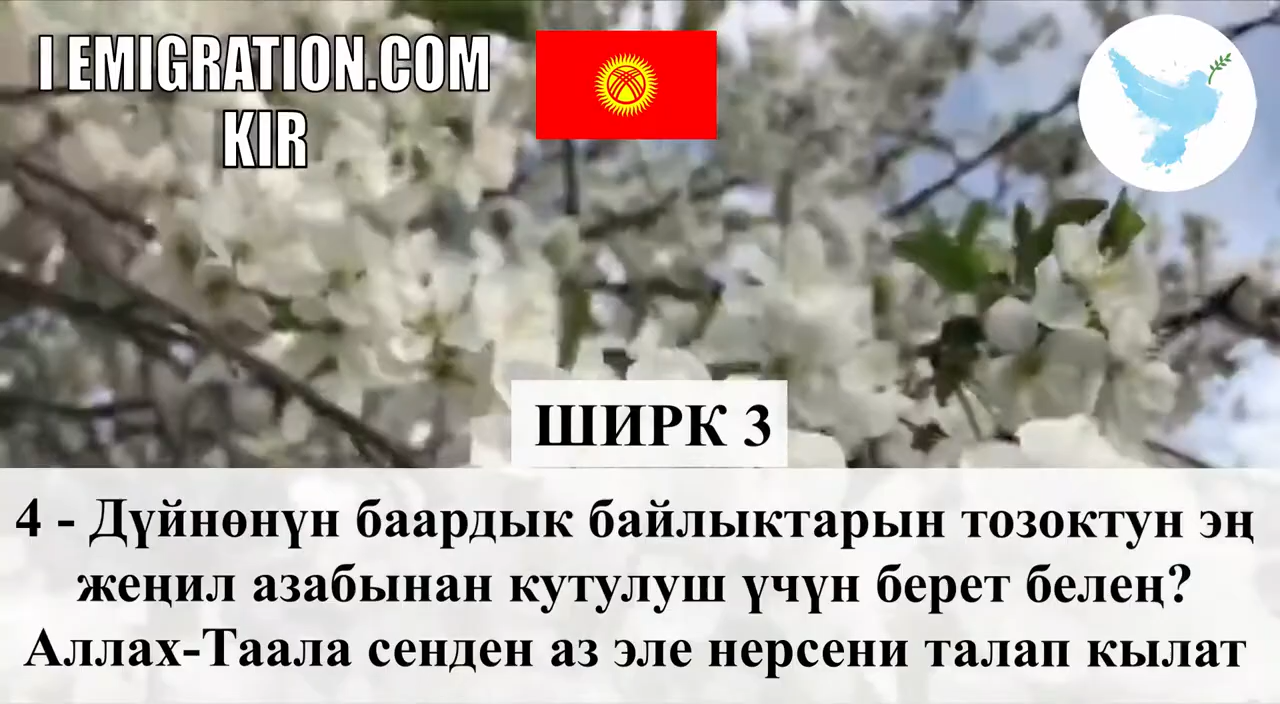 I EMIGRATION.COM
KIR
ШИРК 3
4 - Дүйнөнүн баардык байлыктарын тозоктун эң
жеңил азабынан кутулуш үчүн берет белең?
Аллах-Таала сенден аз эле нерсени талап кылат